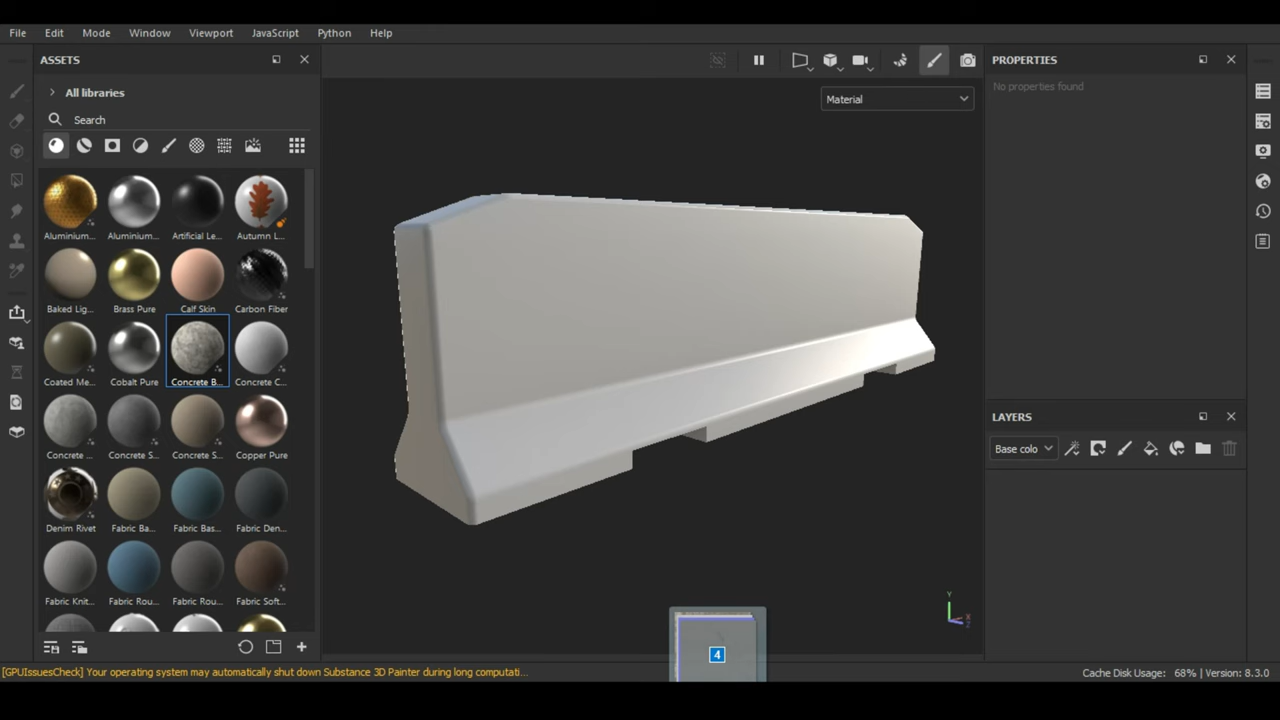 File Edit Mode Window Viewport JavaScript Python Help
ASSETS
All libraries
Search
Aluminium... Aluminium... Artificial Le... Autumn L...
Baked Lig... Brass Pure Calf Skin Carbon Fiber
Coated Me... Cobalt Pure Concrete B... Concrete C...
Concrete ... Concrete S... Concrete S... Copper Pure
Denim Rivet Fabric Ba... Fabric Bas... Fabric Den...
Fabric Knit... Fabric Rou... Fabric Rou... Fabric Soft...
Material
Y
4
PROPERTIES
No properties found
LAYERS
Base colo
[GPUIssuesCheck] Your operating system may automatically shut down Substance 3D Painter during long computati...
Cache Disk Usage: 68% | Version: 8.3.0